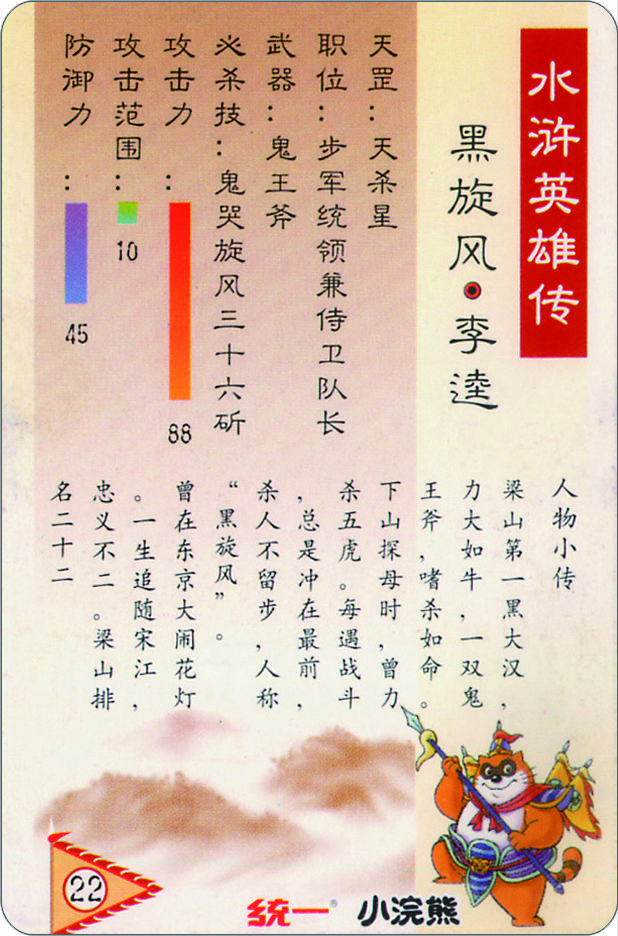 水浒英雄传
黑旋风●李逵
天罡：天杀星
职位：步军统领兼侍卫队长
武器：鬼王斧
必杀技：鬼哭旋风三十六斫
攻击力：88
攻击范围：10
防御力：45
人物小传
梁山第一黑大汉，
力大如牛，一双鬼
王斧，嗜杀如命。
下山探母时，曾力
杀五虎。每遇战斗
，总是冲在最前，
杀人不留步，人称
“黑旋风”。
曾在东京大闹花灯
。一生追随宋江，
忠义不二。梁山排
名二十二
22
统一® 小浣熊